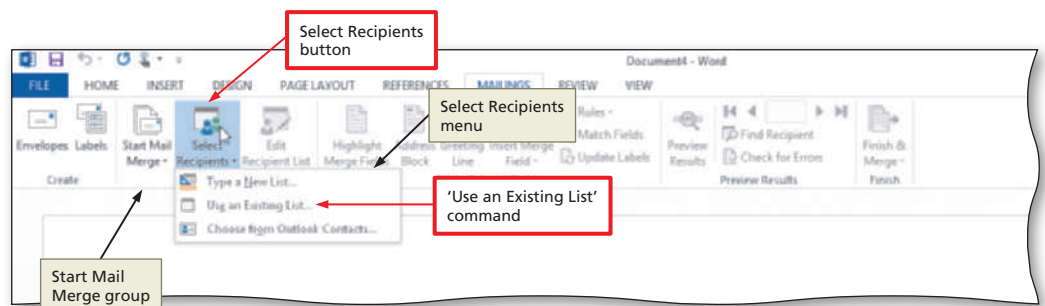 Select Recipients
button
Document4 - Word
FILE HOME INSERT DESIGN PAGE LAYOUT REFERENCES MAILINGS REVIEW VIEW
Select Recipients
menu
Envelopes Labels Start Mail Select Edit Highlight Address Greeting Insert Merge
Merge Recipients Recipient List Merge Fields Block Line Field
Rules
Match Fields
Update Labels
Preview
Results
Find Recipient
Check for Errors
Finish &
Merge
Create Preview Results Finish
Type a New List...
Use an Existing List...
Choose from Outlook Contacts...
'Use an Existing List'
command
Start Mail
Merge group